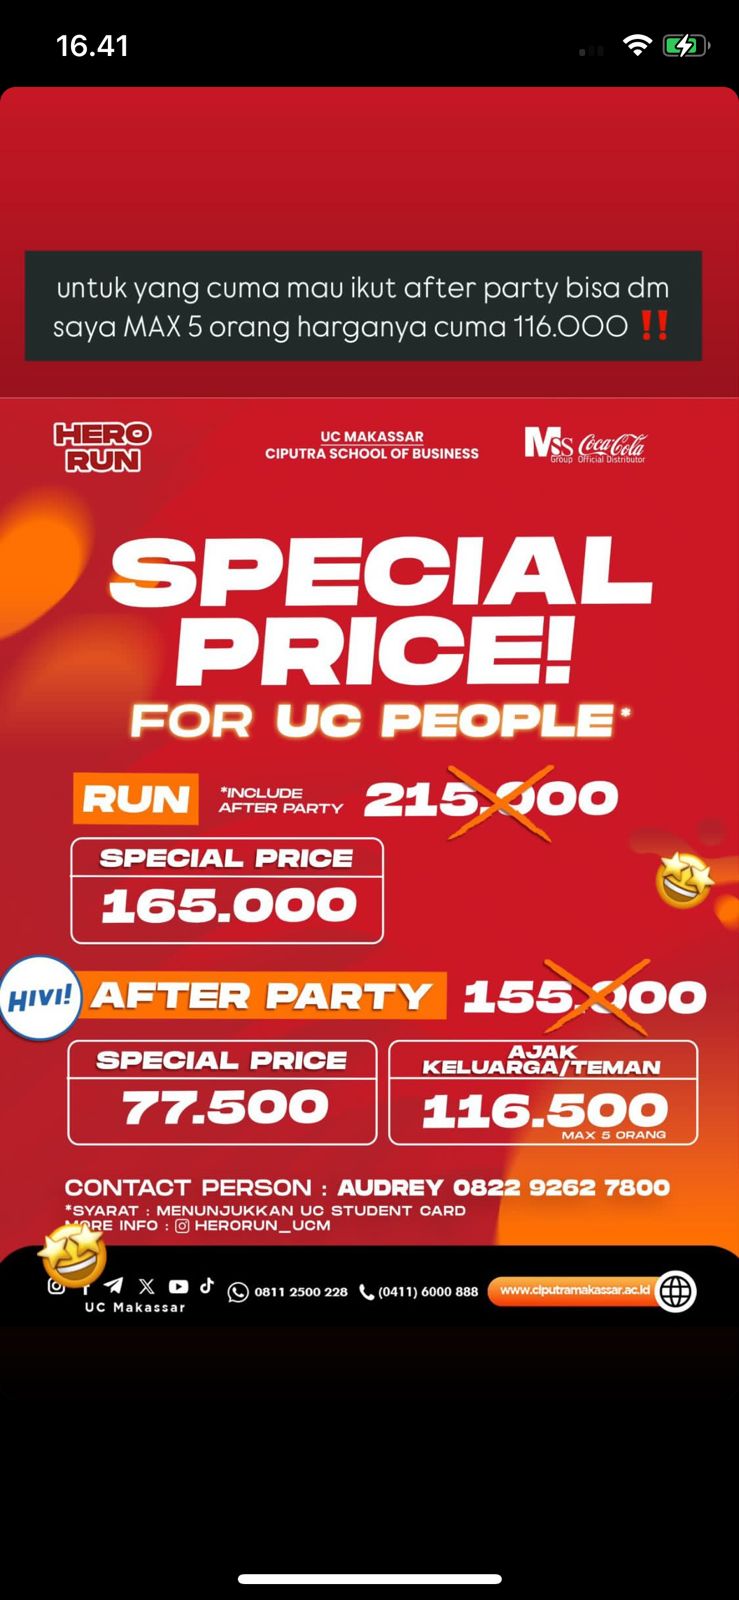 16.41
untuk yang cuma mau ikut after party bisa dm
saya MAX 5 orang harganya cuma 116.000 ‼️
HERO
RUN
UC MAKASSAR
CIPUTRA SCHOOL OF BUSINESS
MSS
Group
Coca-Cola
Official Distributor
SPECIAL
PRICE!
FOR UC PEOPLE*
RUN
*INCLUDE
AFTER PARTY
215.000
SPECIAL PRICE
165.000
HIVI!
AFTER PARTY
155.000
SPECIAL PRICE
77.500
AJAK
KELUARGA/TEMAN
116.500
MAX 5 ORANG
CONTACT PERSON : AUDREY 0822 9262 7800
*SYARAT : MENUNJUKKAN UC STUDENT CARD
MORE INFO : HERORUN_UCM
UC Makassar
0811 2500 228
(0411) 6000 888
www.ciputramakassar.ac.id